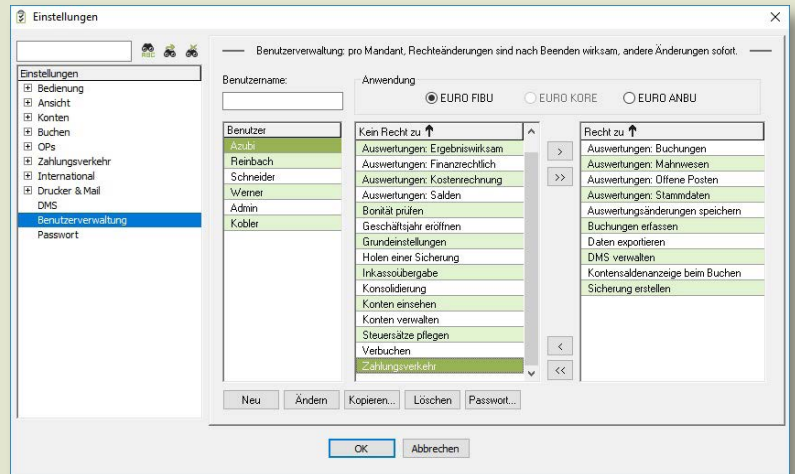 Einstellungen
Einstellungen
Bedienung
Ansicht
Konten
Buchen
OPs
Zahlungsverkehr
International
Drucker & Mail
DMS
Benutzerverwaltung
Passwort
Benutzerverwaltung: pro Mandant, Rechteänderungen sind nach Beenden wirksam, andere Änderungen sofort.
Benutzername:
Anwendung
EURO FIBU EURO KORE EURO ANBU
Benutzer
Azubi
Reinbach
Schneider
Werner
Admin
Kobler
Kein Recht zu
Auswertungen: Ergebniswirksam
Auswertungen: Finanzrechtlich
Auswertungen: Kostenrechnung
Auswertungen: Salden
Bonität prüfen
Geschäftsjahr eröffnen
Grundeinstellungen
Holen einer Sicherung
Inkassoübergabe
Konsolidierung
Konten einsehen
Konten verwalten
Steuersätze pflegen
Verbuchen
Zahlungsverkehr
>
>>
<
<<
Recht zu
Auswertungen: Buchungen
Auswertungen: Mahnwesen
Auswertungen: Offene Posten
Auswertungen: Stammdaten
Auswertungsänderungen speichern
Buchungen erfassen
Daten exportieren
DMS verwalten
Kontensaldenanzeige beim Buchen
Sicherung erstellen
Neu Ändern Kopieren... Löschen Passwort...
OK Abbrechen